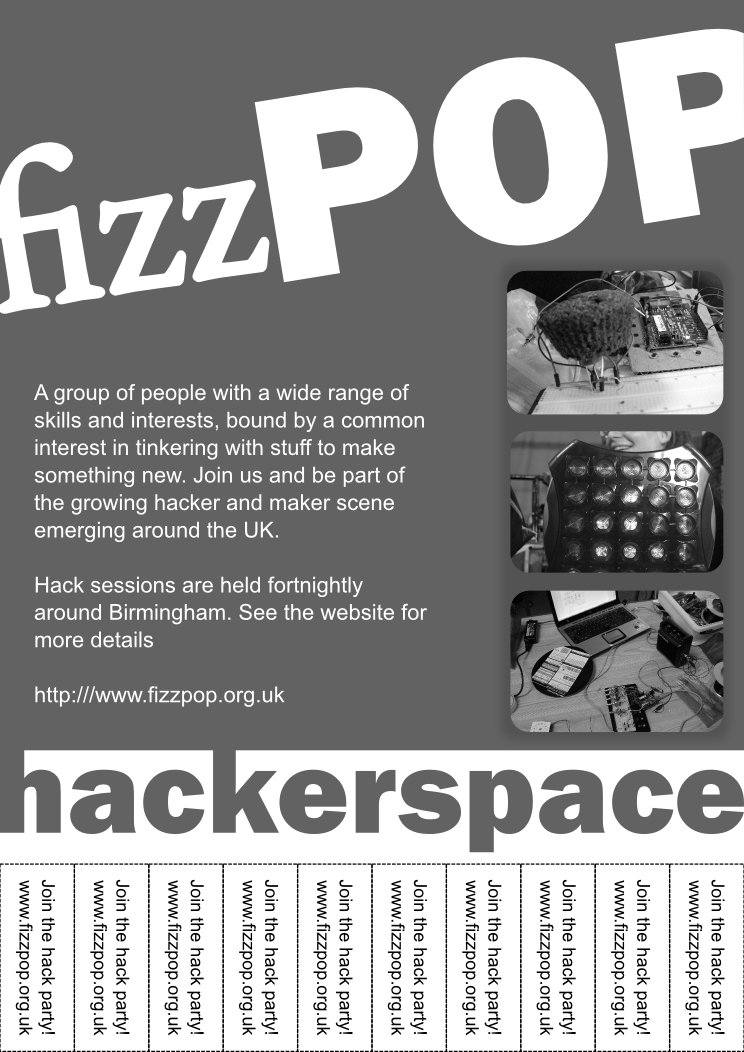 fizzPOP
A group of people with a wide range of
skills and interests, bound by a common
interest in tinkering with stuff to make
something new. Join us and be part of
the growing hacker and maker scene
emerging around the UK.
Hack sessions are held fortnightly
around Birmingham. See the website for
more details
http:///www.fizzpop.org.uk
hackerspace
Join the hack party!
www.fizzpop.org.uk
Join the hack party!
www.fizzpop.org.uk
Join the hack party!
www.fizzpop.org.uk
Join the hack party!
www.fizzpop.org.uk
Join the hack party!
www.fizzpop.org.uk
Join the hack party!
www.fizzpop.org.uk
Join the hack party!
www.fizzpop.org.uk
Join the hack party!
www.fizzpop.org.uk
Join the hack party!
www.fizzpop.org.uk
Join the hack party!
www.fizzpop.org.uk